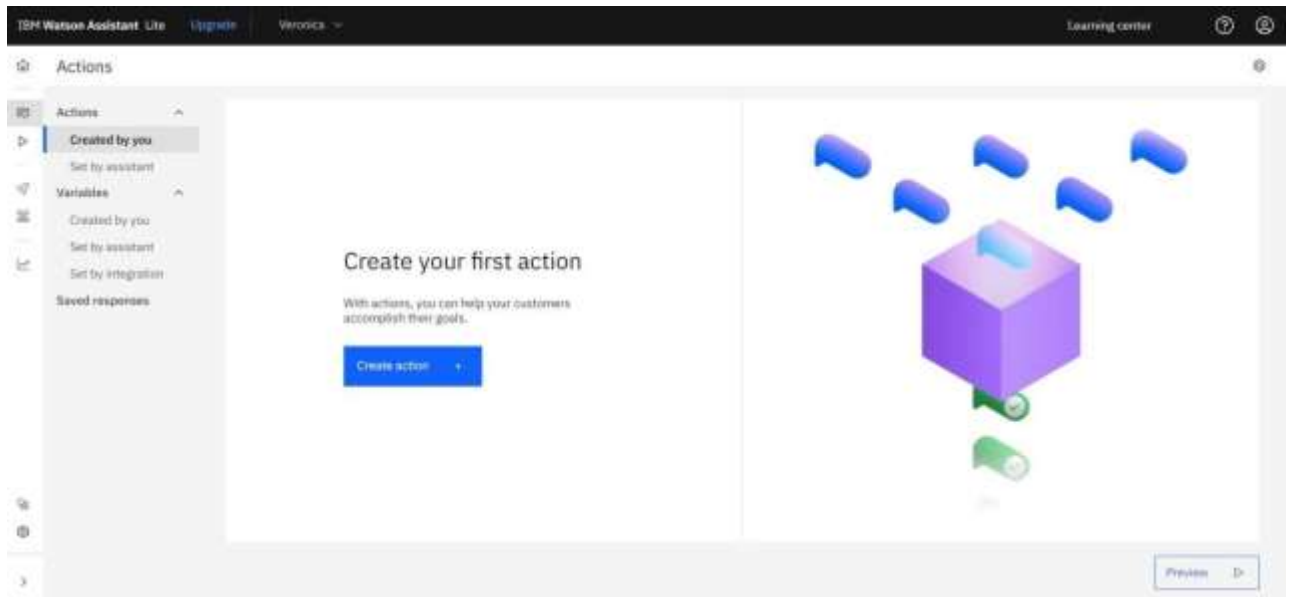 IBM Watson Assistant Lite Upgrade Veronica Learning center
Actions
Actions
Created by you
Set by assistant
Variables
Created by you
Set by assistant
Set by integration
Saved responses
Create your first action
With actions, you can help your customers
accomplish their goals.
Create action +
Preview